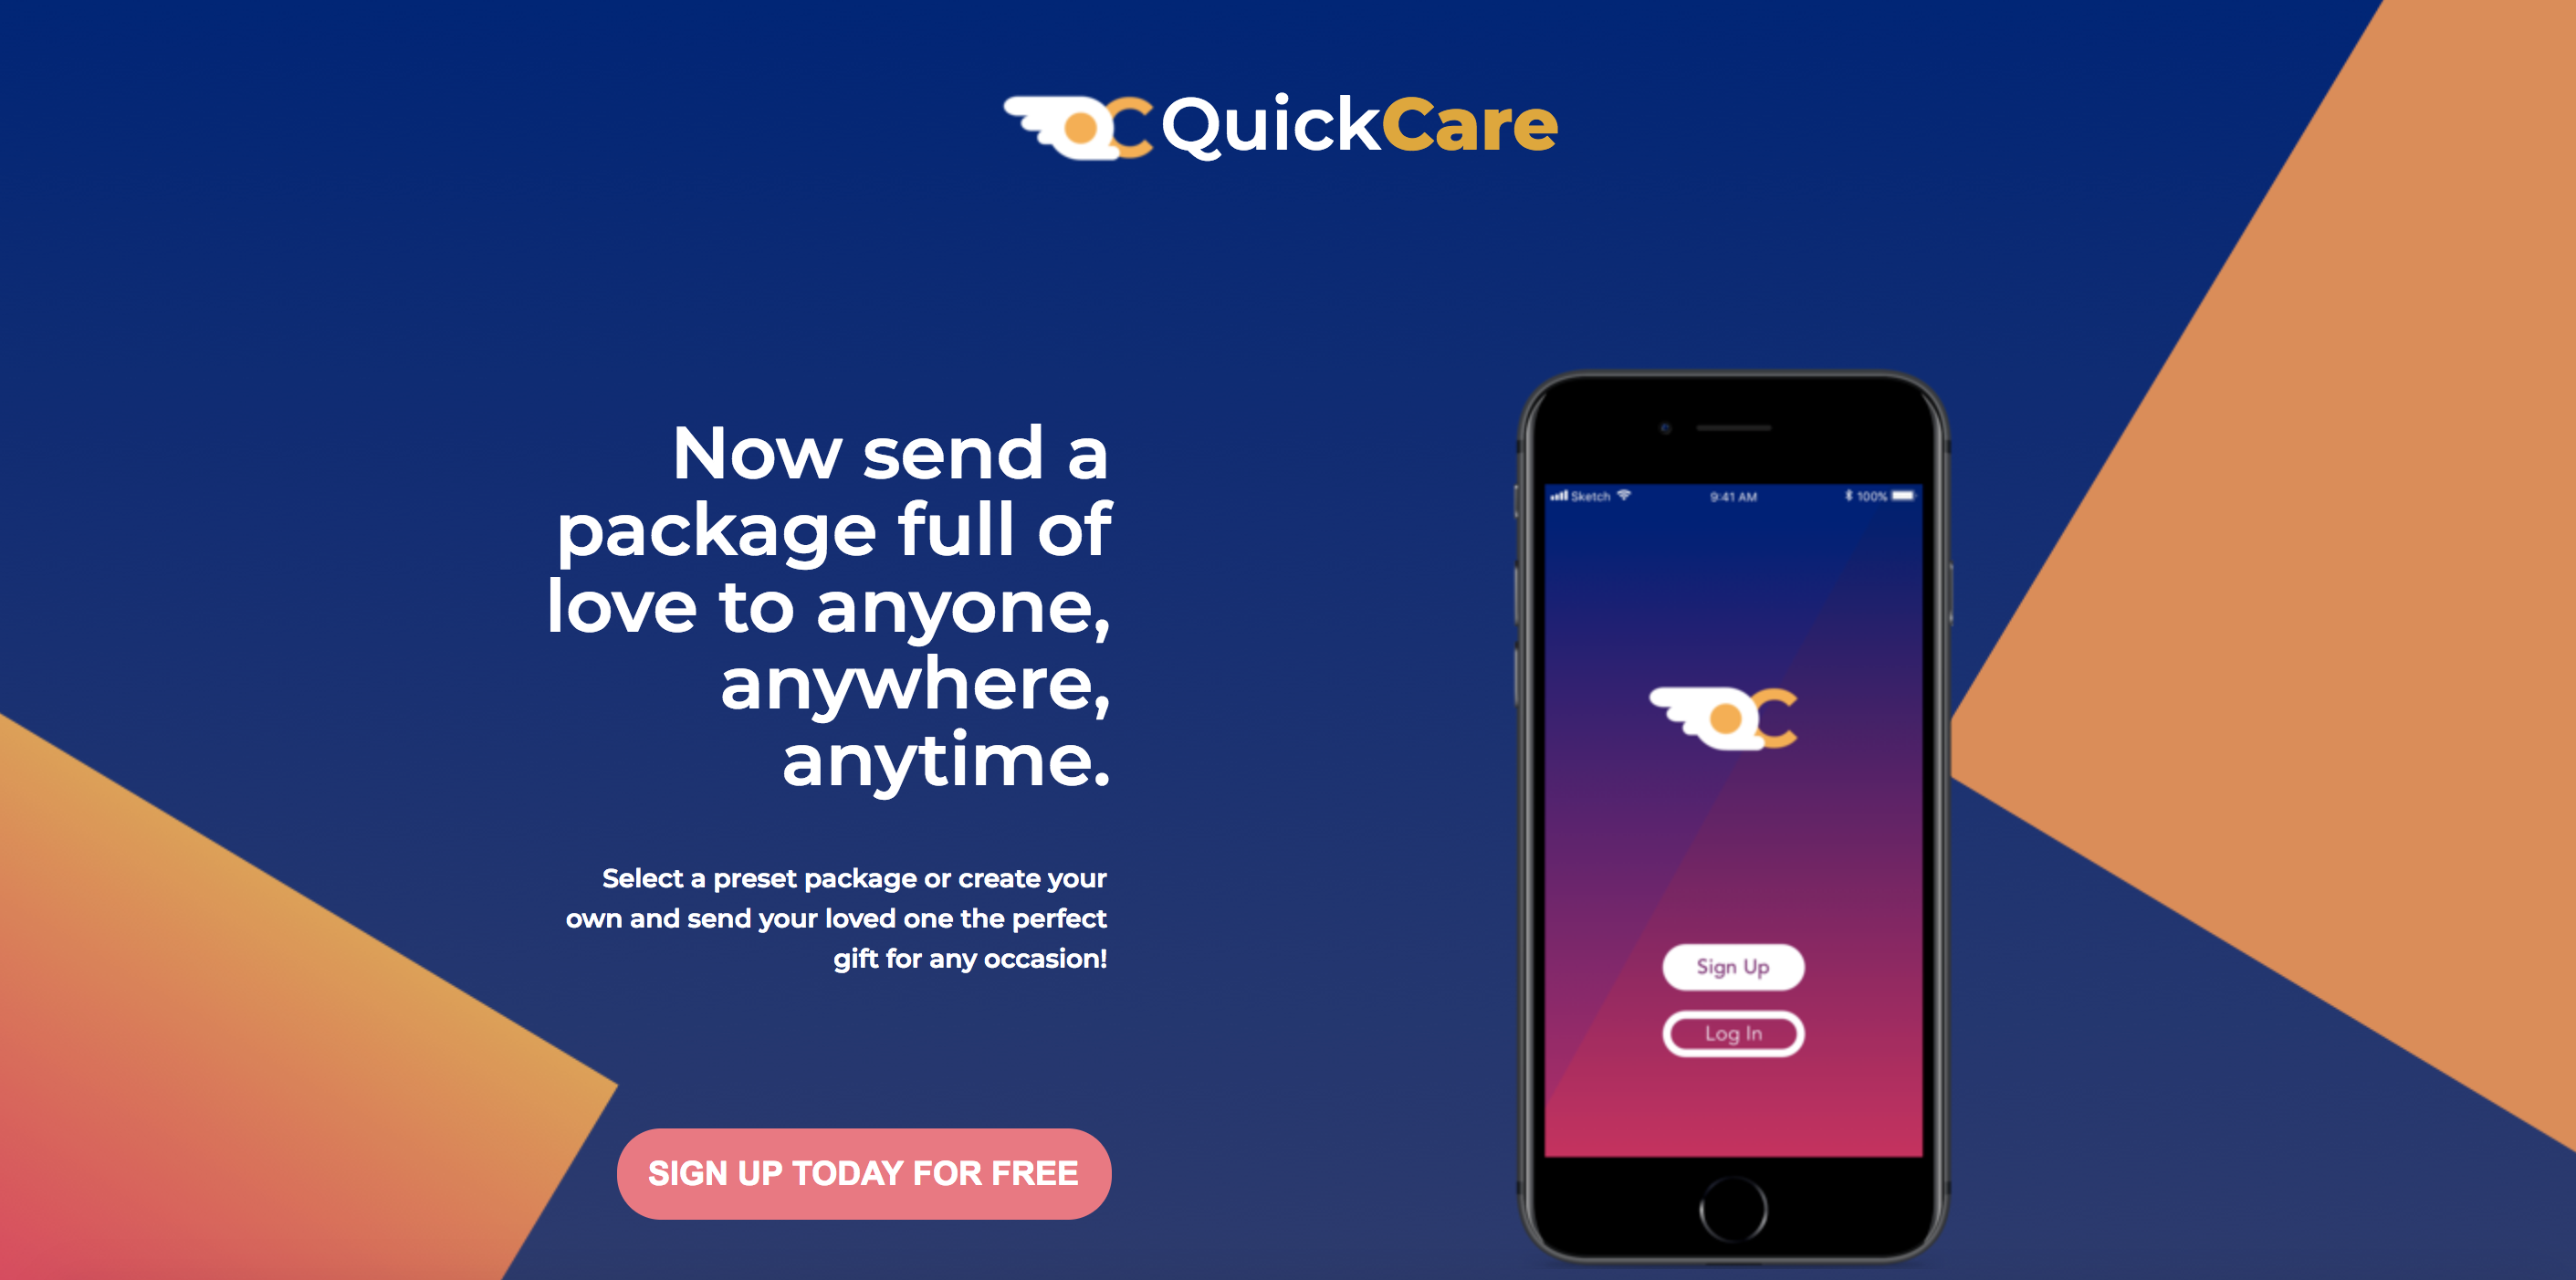 QC QuickCare
Now send a
package full of
love to anyone,
anywhere,
anytime.
Select a preset package or create your
own and send your loved one the perfect
gift for any occasion!
SIGN UP TODAY FOR FREE
Sketch 9:41 AM 100%
QC
Sign Up
Log In